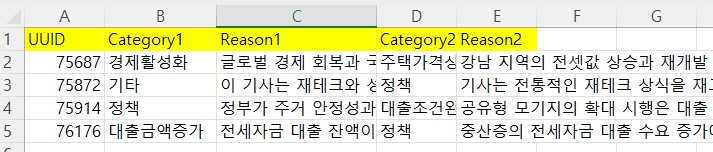 A B C D E F G
1 UUID Category1 Reason1 Category2 Reason2
2 75687 경제활성화 글로벌 경제 회복과 주택가격상 강남 지역의 전셋값 상승과 재개발
3 75872 기타 이 기사는 재테크와 정책 기사는 전통적인 재테크 상식을
4 75914 정책 정부가 주거 안정성과 대출조건완 공유형 모기지의 확대 시행은 대출
5 76176 대출금액증가 전세자금 대출 잔액이 정책 중산층의 전세자금 대출 수요